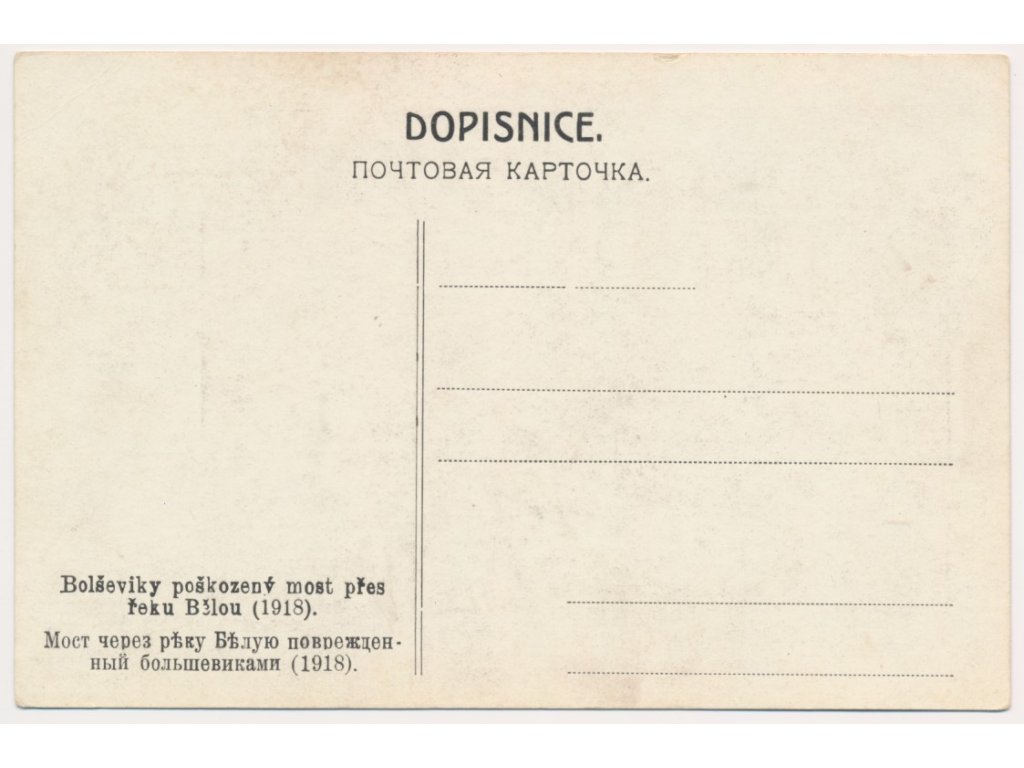 DOPISNICE.
ПОЧТОВАЯ КАРТОЧКА.
Bolševiky poškozený most přes
řeku Bělou (1918).
Мост через рѣку Бѣлую поврежден-
ный большевиками (1918).